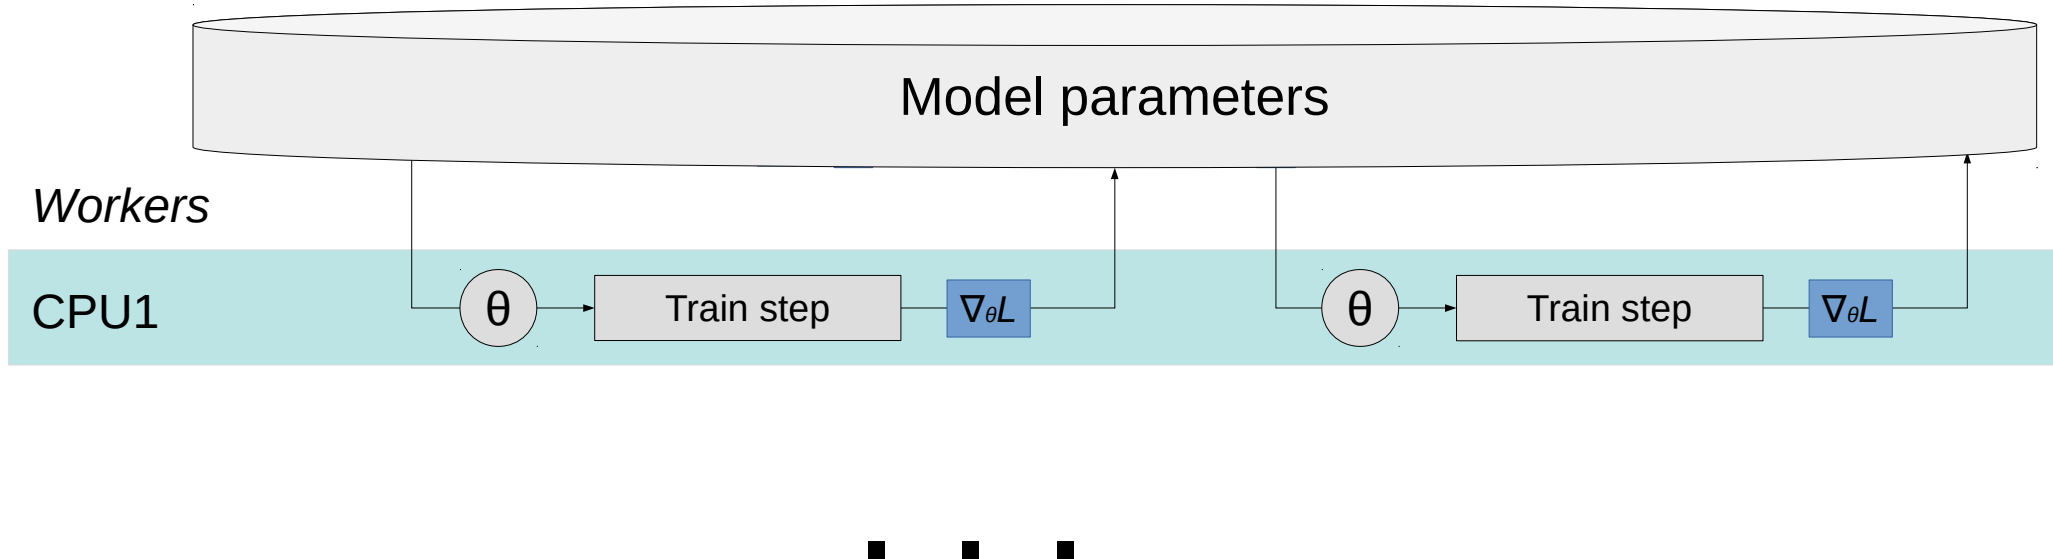 Model parameters
Workers
CPU1 θ Train step ∇θL θ Train step ∇θL
...